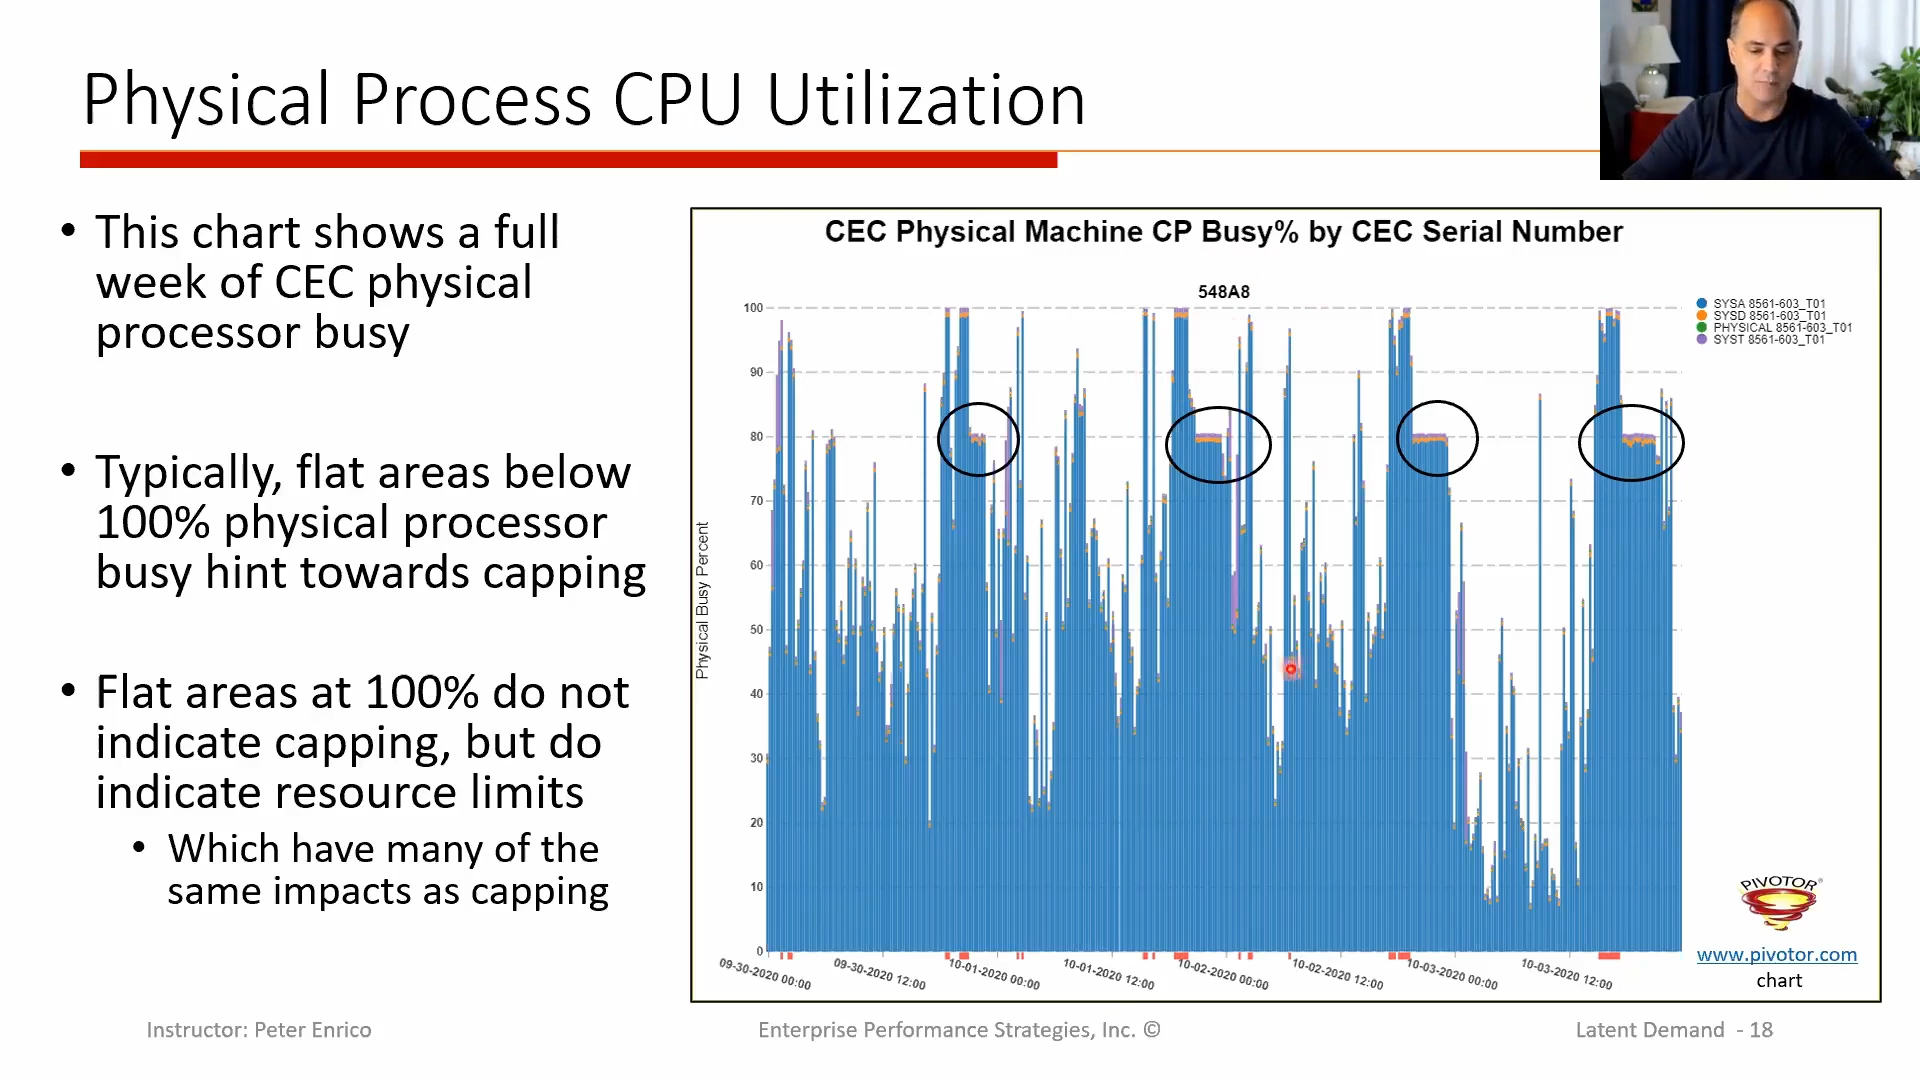 Physical Process CPU Utilization
• This chart shows a full
week of CEC physical
processor busy
• Typically, flat areas below
100% physical processor
busy hint towards capping
• Flat areas at 100% do not
indicate capping, but do
indicate resource limits
• Which have many of the
same impacts as capping
CEC Physical Machine CP Busy% by CEC Serial Number
548A8
SYSA 8561-603_T01
SYSD 8561-603_T01
PHYSICAL 8561-603_T01
SYST 8561-603_T01
Physical Busy Percent
100
90
80
70
60
50
40
30
20
10
0
09-30-2020 00:00
09-30-2020 12:00
10-01-2020 00:00
10-01-2020 12:00
10-02-2020 00:00
10-02-2020 12:00
10-03-2020 00:00
10-03-2020 12:00
PIVOTOR®
www.pivotor.com
chart
Instructor: Peter Enrico
Enterprise Performance Strategies, Inc. ©
Latent Demand - 18